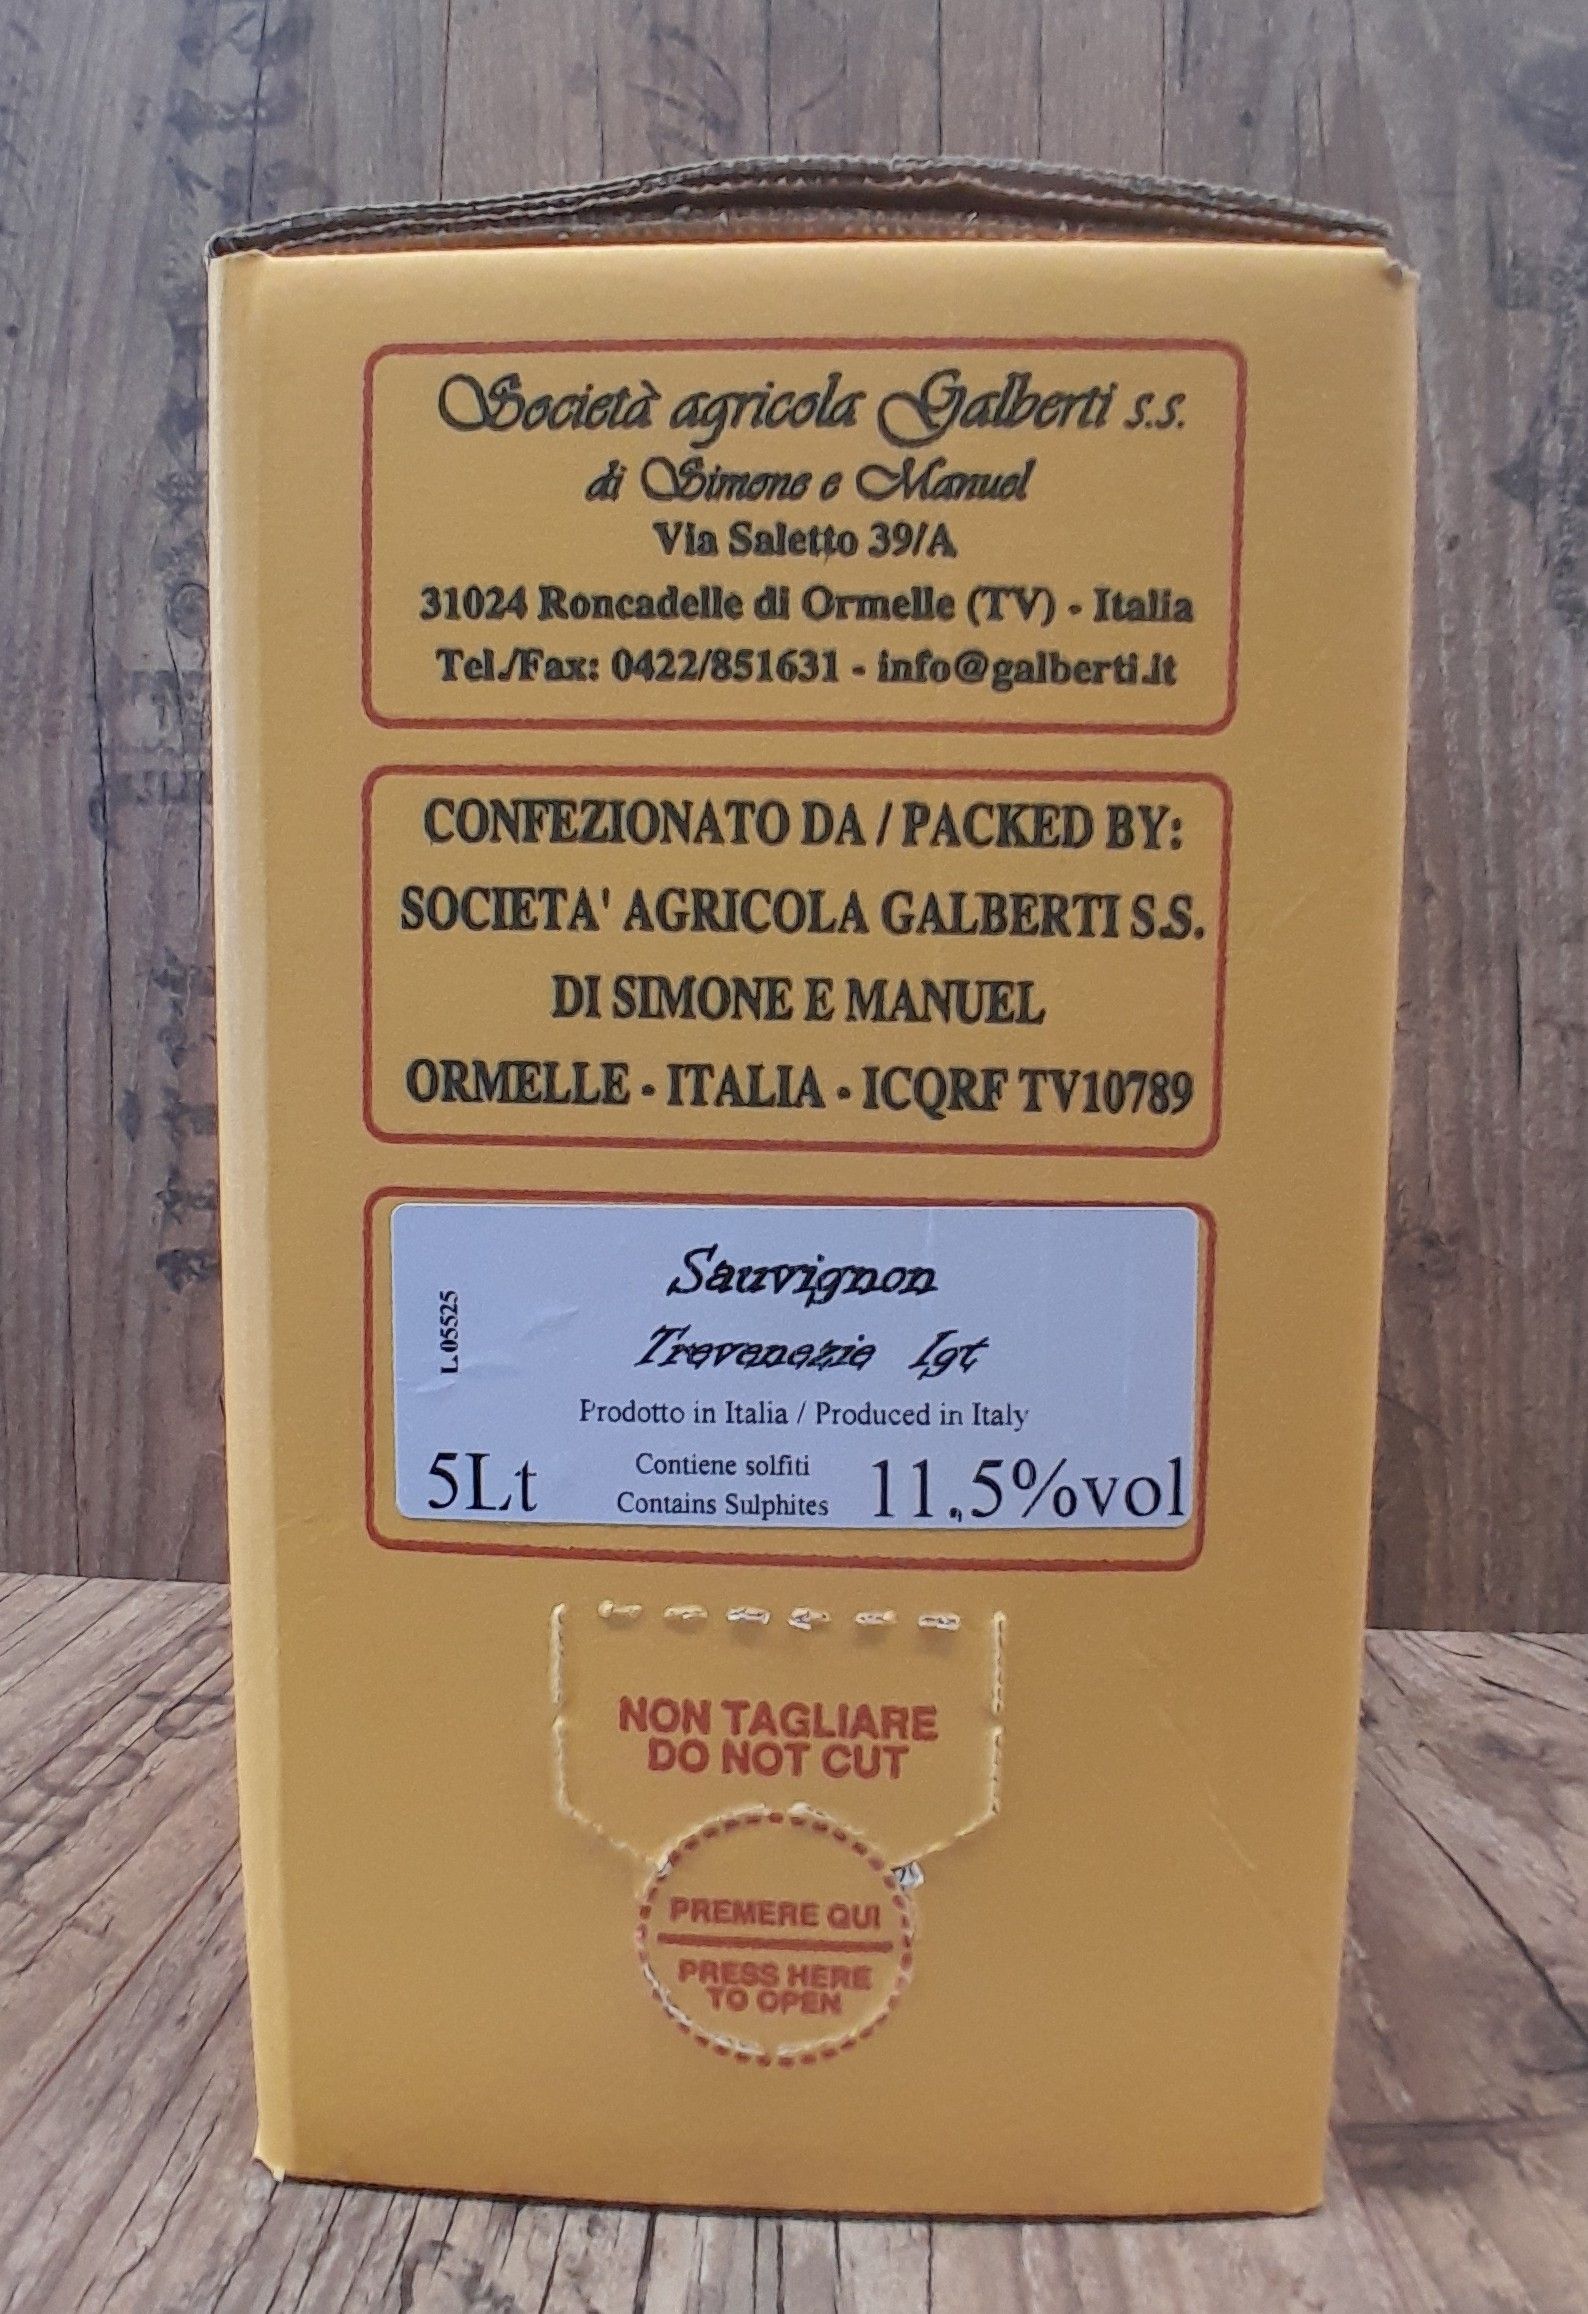 Società agricola Galberti s.s.
di Simone e Manuel
Via Saletto 39/A
31024 Roncadelle di Ormelle (TV) - Italia
Tel./Fax: 0422/851631 - info@galberti.it
CONFEZIONATO DA / PACKED BY:
SOCIETA' AGRICOLA GALBERTI S.S.
DI SIMONE E MANUEL
ORMELLE - ITALIA - ICQRF TV10789
Sauvignon
Trevenezie Igt
L.05525
Prodotto in Italia / Produced in Italy
5Lt
Contiene solfiti
Contains Sulphites
11.5%vol
NON TAGLIARE
DO NOT CUT
PREMERE QUI
PRESS HERE
TO OPEN